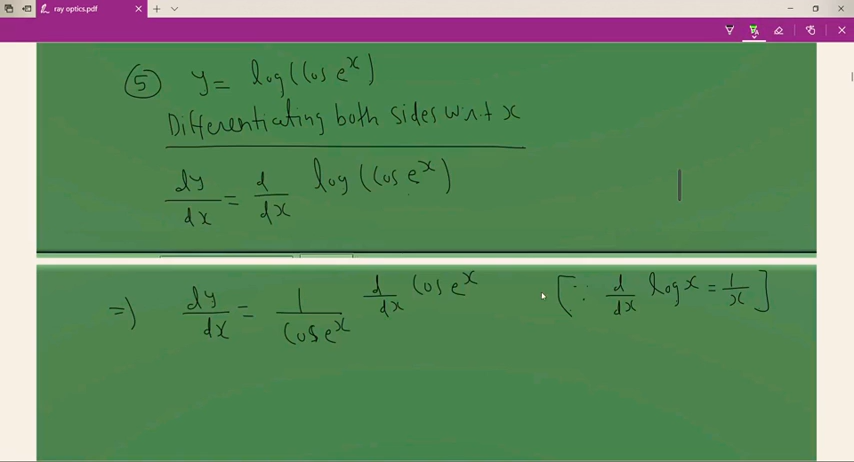 ray optics.pdf
⑤ y = log(cos e^x)
Differentiating both sides w.r.t x
dy/dx = d/dx log(cos e^x)
=) dy/dx = 1/cos e^x d/dx cos e^x [∵ d/dx log x = 1/x]